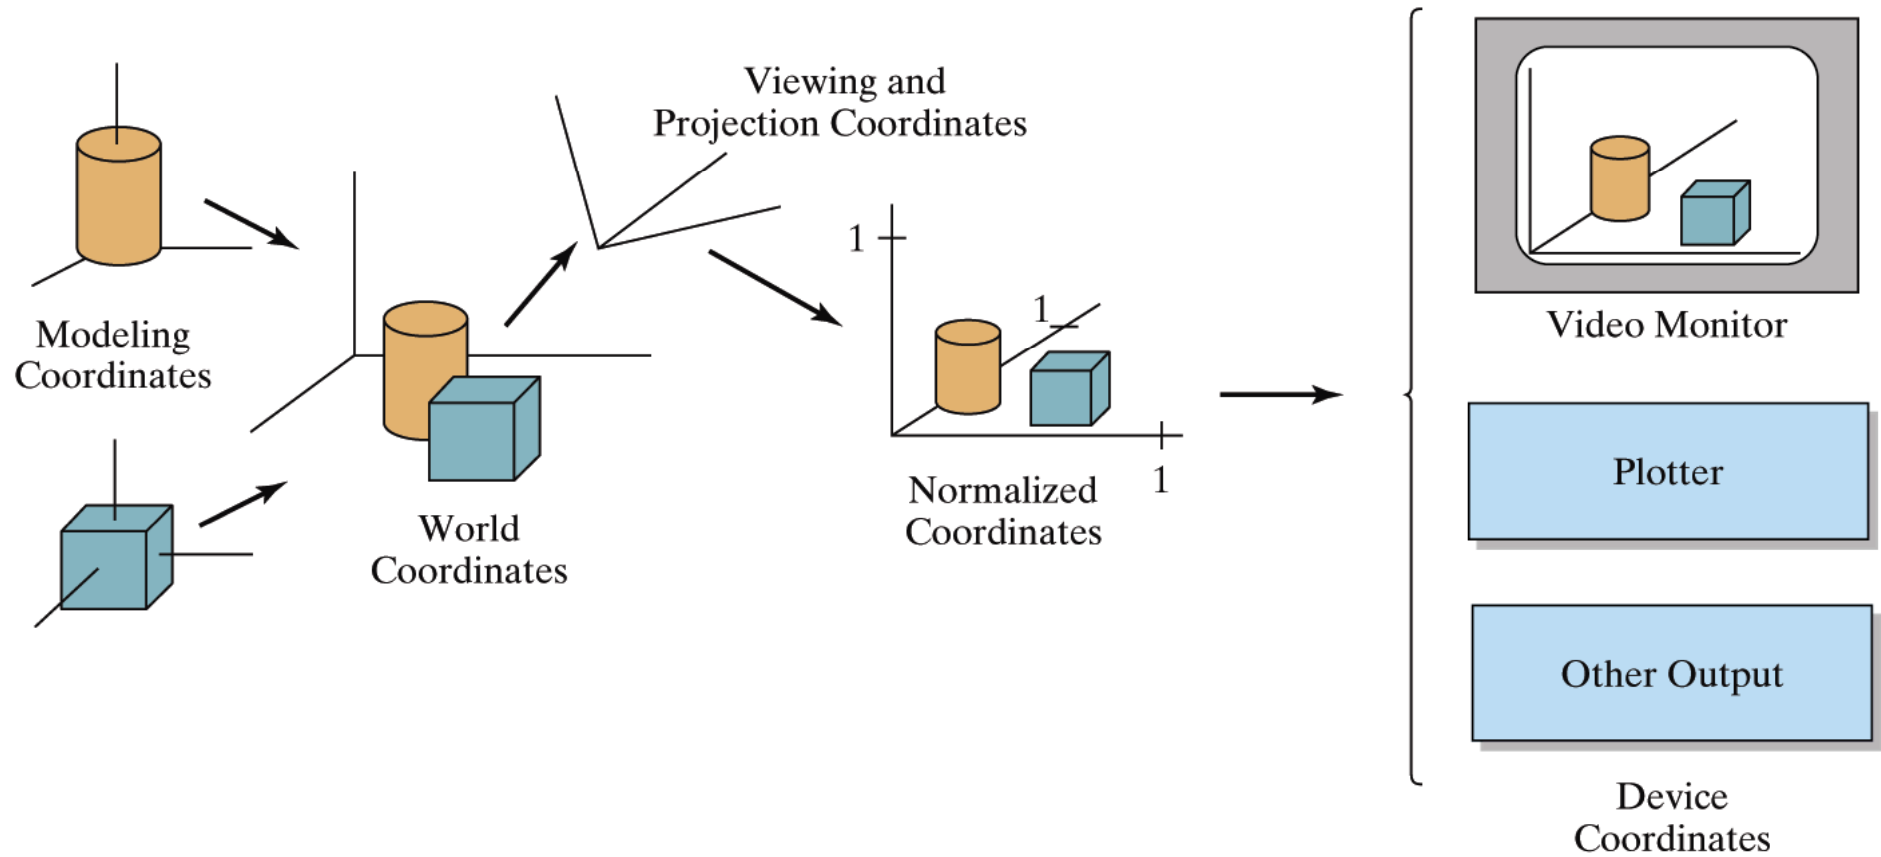 Modeling
Coordinates
World
Coordinates
Viewing and
Projection Coordinates
1
1
1
Normalized
Coordinates
Video Monitor
Plotter
Other Output
Device
Coordinates